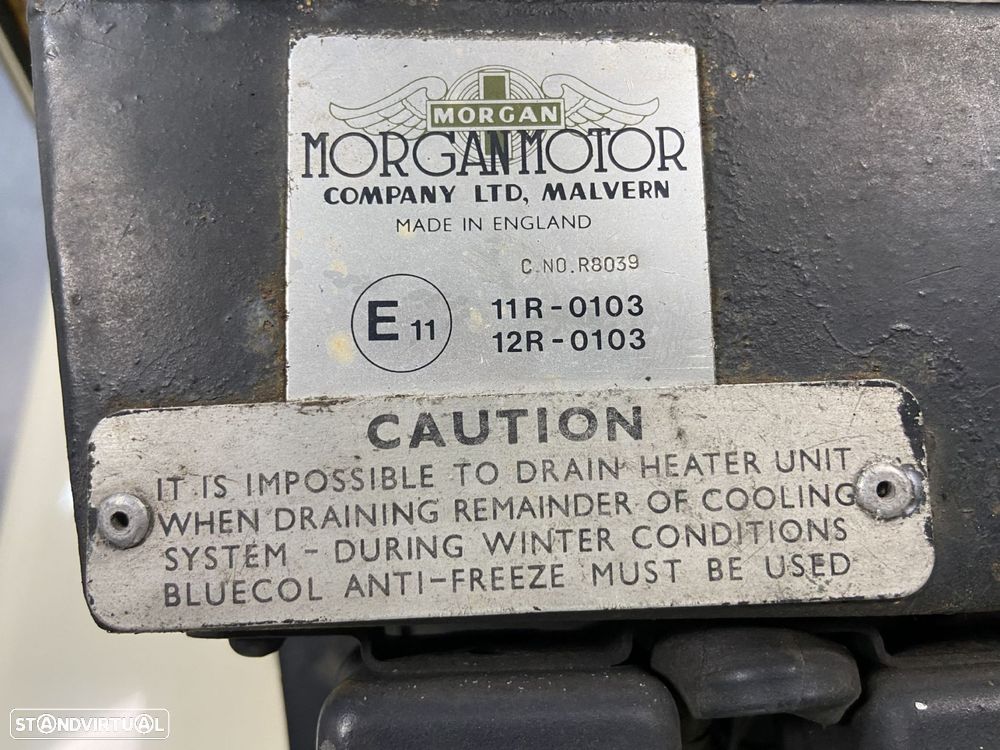 MORGAN
MORGAN MOTOR
COMPANY LTD, MALVERN
MADE IN ENGLAND
C.NO.R8039
E 11
11R-0103
12R-0103
CAUTION
IT IS IMPOSSIBLE TO DRAIN HEATER UNIT
WHEN DRAINING REMAINDER OF COOLING
SYSTEM - DURING WINTER CONDITIONS
BLUECOL ANTI-FREEZE MUST BE USED
STANDVIRTUAL